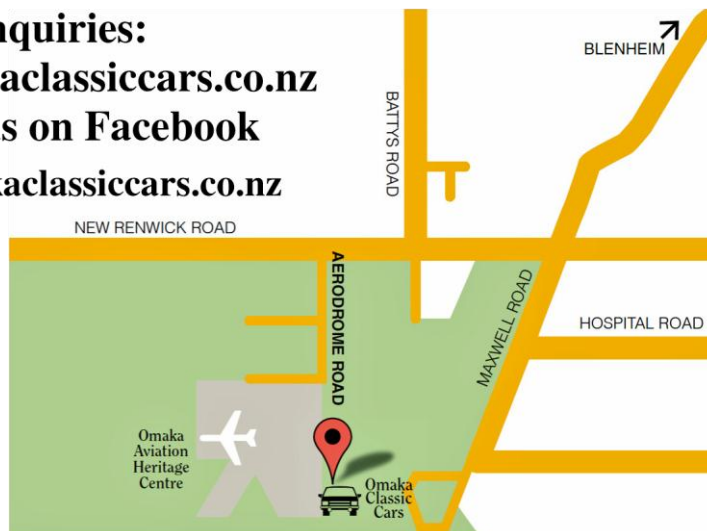 nquiries:
aclassiccars.co.nz
s on Facebook
kaclassiccars.co.nz
BLENHEIM
BATTYS ROAD
NEW RENWICK ROAD
AERODROME ROAD
MAXWELL ROAD
HOSPITAL ROAD
Omaka
Aviation
Heritage
Centre
Omaka
Classic
Cars